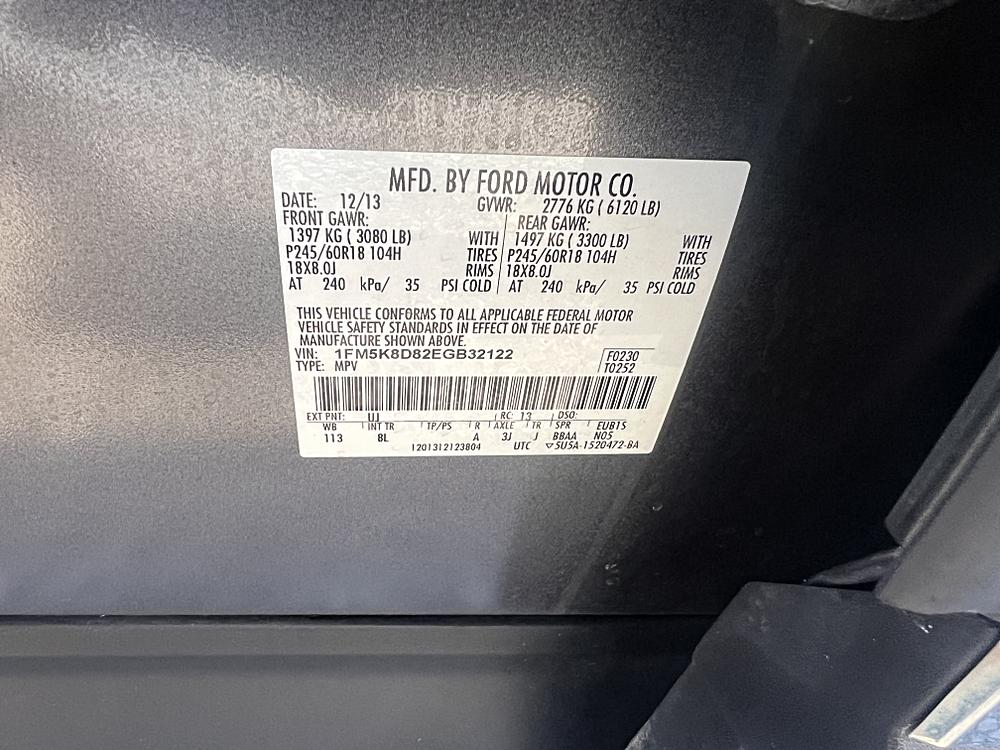 MFD. BY FORD MOTOR CO.
DATE: 12/13 GVWR: 2776 KG ( 6120 LB)
FRONT GAWR: REAR GAWR:
1397 KG ( 3080 LB) WITH 1497 KG ( 3300 LB) WITH
P245/60R18 104H TIRES P245/60R18 104H TIRES
18X8.0J RIMS 18X8.0J RIMS
AT 240 kPa/ 35 PSI COLD AT 240 kPa/ 35 PSI COLD
THIS VEHICLE CONFORMS TO ALL APPLICABLE FEDERAL MOTOR
VEHICLE SAFETY STANDARDS IN EFFECT ON THE DATE OF
MANUFACTURE SHOWN ABOVE.
VIN: 1FM5K8D82EGB32122 F0230
TYPE: MPV T0252
EXT PNT: UJ RC: 13 DSO:
WB INT TR TP/PS R AXLE TR SPR EUB1S
113 8L A 3J J BBAA N05
1201312123804 UTC ▽5U5A-1520472-BA